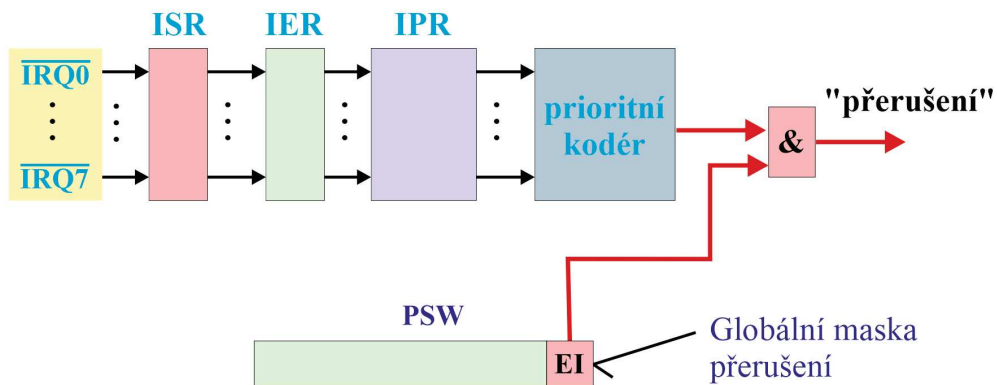 ISR IER IPR
IRQ0
IRQ7
prioritní
kodér
&
"přerušení"
PSW
EI
Globální maska
přerušení